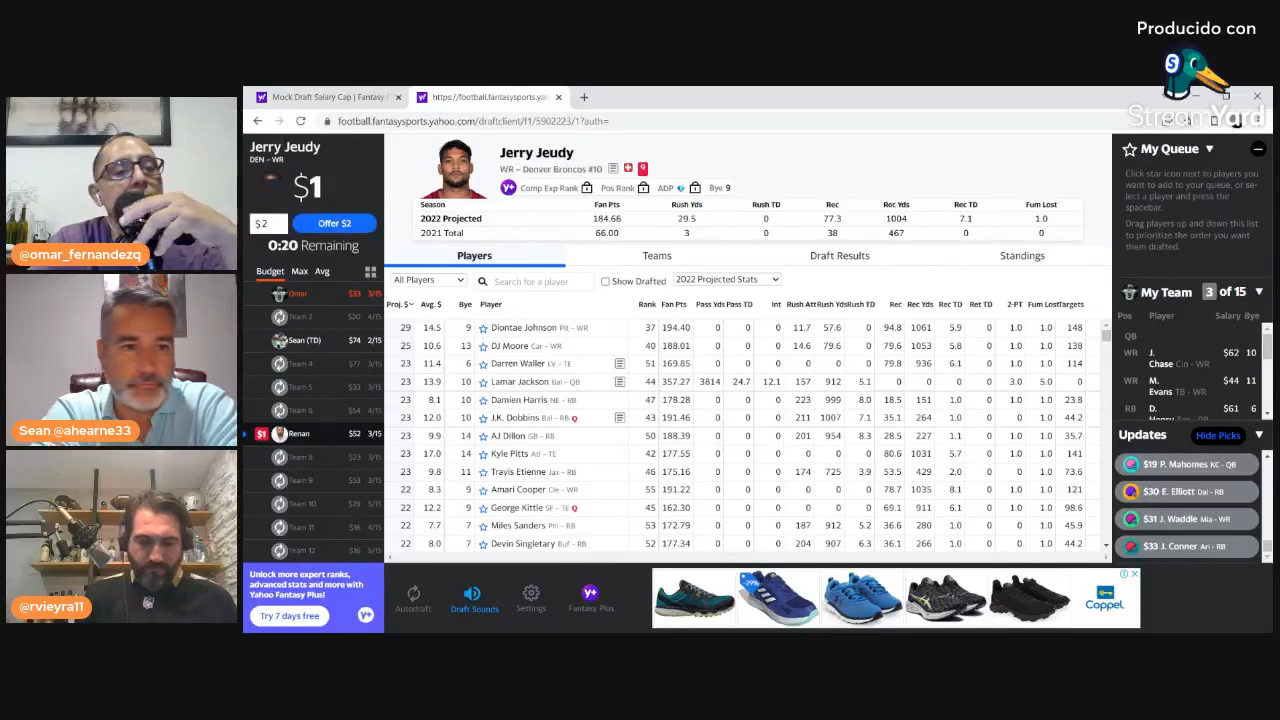 Producido con
StreamYard
@omar_fernandezq
Sean @ahearne33
@rvieyra11
Mock Draft Salary Cap | Fantasy
https://football.fantasysports.ya
football.fantasysports.yahoo.com/draftclient/f1/5902223/1?auth=
Jerry Jeudy
DEN – WR
$1
$2
Offer $2
0:20 Remaining
Budget Max Avg
Omar $33 3/15
Team 2 $20 4/15
Sean (TD) $74 2/15
Team 4 $77 3/15
Team 5 $33 3/15
Team 6 $54 4/15
$1 Renan $52 3/15
Team 8 $23 3/15
Team 9 $53 4/15
Team 10 $29 5/15
Team 11 $16 4/15
Team 12 $16 5/15
Unlock more expert ranks, advanced stats and more with Yahoo Fantasy Plus!
Try 7 days free
Jerry Jeudy
WR – Denver Broncos #10
Comp Exp Rank Pos Rank ADP Bye 9
Season Fan Pts Rush Yds Rush TD Rec Rec Yds Rec TD Fum Lost
2022 Projected 184.66 29.5 0 77.3 1004 7.1 1.0
2021 Total 66.00 3 0 38 467 0 0
Players Teams Draft Results Standings
All Players Search for a player Show Drafted 2022 Projected Stats
Proj. $ Avg. $ Bye Player Rank Fan Pts Pass Yds Pass TD Int Rush Att Rush Yds Rush TD Rec Rec Yds Rec TD Ret TD 2-PT Fum Lost Targets
29 14.5 9 Diontae Johnson Pit – WR 37 194.40 0 0 0 11.7 57.6 0 94.8 1061 5.9 0 1.0 1.0 148
25 10.6 13 DJ Moore Car – WR 40 188.01 0 0 0 14.6 79.6 0 79.6 1053 5.8 0 1.0 1.0 138
23 11.4 6 Darren Waller LV – TE 51 169.85 0 0 0 0 0 0 79.8 936 6.1 0 1.0 0 114
23 13.9 10 Lamar Jackson Bal – QB 44 357.27 3814 24.7 12.1 157 912 5.1 0 0 0 0 3.0 5.0 0
23 8.1 10 Damien Harris NE – RB 47 178.28 0 0 0 223 999 8.0 18.5 151 1.0 0 1.0 1.0 23.8
23 12.0 10 J.K. Dobbins Bal – RB Q 43 191.46 0 0 0 211 1007 7.1 35.1 264 1.0 0 1.0 1.0 44.2
23 9.9 14 AJ Dillon GB – RB 50 188.39 0 0 0 201 954 8.3 28.5 227 1.1 0 1.0 1.0 35.7
23 17.0 14 Kyle Pitts Atl – TE 42 177.55 0 0 0 0 0 0 80.6 1031 5.7 0 1.0 1.0 141
23 9.8 11 Travis Etienne Jax – RB 46 175.16 0 0 0 174 725 3.9 53.5 429 2.0 0 1.0 1.0 73.6
22 8.3 9 Amari Cooper Cle – WR 55 191.22 0 0 0 0 0 0 78.7 1035 8.1 0 1.0 1.0 121
22 12.2 9 George Kittle SF – TE Q 45 162.30 0 0 0 0 0 0 69.1 911 6.1 0 1.0 1.0 98.6
22 7.7 7 Miles Sanders Phi – RB 53 172.79 0 0 0 187 912 5.2 36.6 280 1.0 0 1.0 1.0 45.9
22 8.0 7 Devin Singletary Buf – RB 52 177.34 0 0 0 204 907 6.3 36.1 266 1.0 0 1.0 1.0 44.2
Autodraft
Draft Sounds
Settings
Fantasy Plus
Coppel
My Queue
Click star icon next to players you want to add to your queue, or select a player and press the spacebar.
Drag players up and down this list to prioritize the order you want them drafted.
My Team 3 of 15
Pos Player Salary Bye
QB
WR J. Chase Cin – WR $62 10
WR M. Evans TB – WR $44 11
RB D. $61 6
Updates Hide Picks
$19 P. Mahomes KC - QB
$30 E. Elliott Dal - RB
$31 J. Waddle Mia - WR
$33 J. Conner Ari - RB